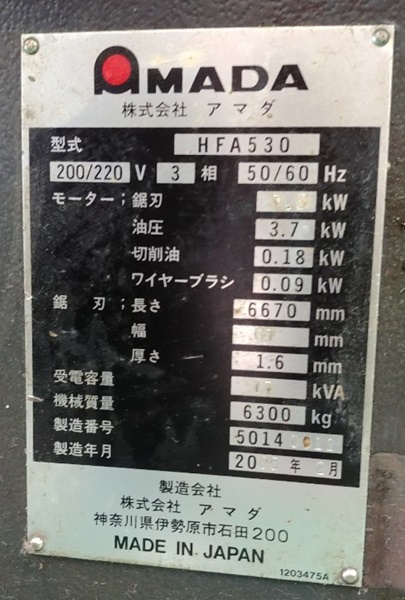 AMADA
株式会社 アマダ
型式 HFA530
200/220 V 3 相 50/60 Hz
モーター; 鋸刃 kW
油圧 3.7 kW
切削油 0.18 kW
ワイヤーブラシ 0.09 kW
鋸 刃; 長さ 6670 mm
幅 mm
厚さ 1.6 mm
受電容量 kVA
機械質量 6300 kg
製造番号
製造年月 年 月
製造会社
株式会社 アマダ
神奈川県伊勢原市石田200
MADE IN JAPAN
1203475A